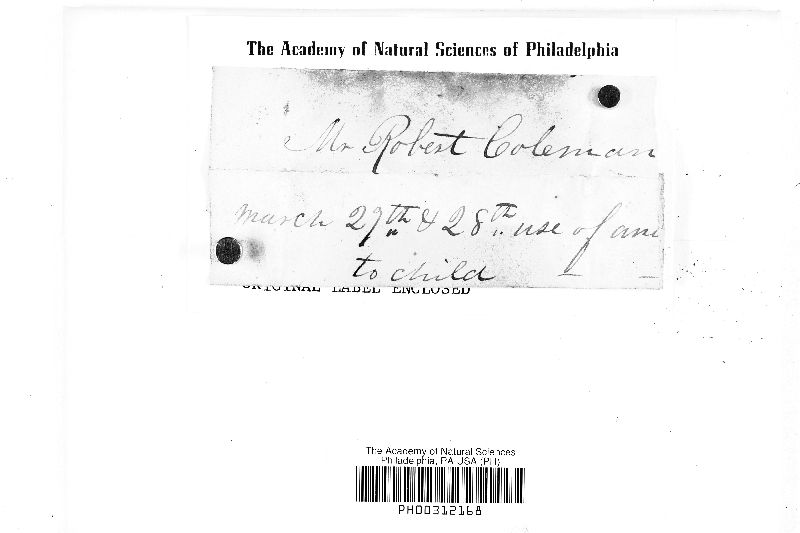 The Academy of Natural Sciences of Philadelphia
Mr Robert Coleman
march 27th & 28th use of
to child
ORIGINAL LABEL ENCLOSED
The Academy of Natural Sciences
Philadelphia, PA USA (PH)
PH00312168